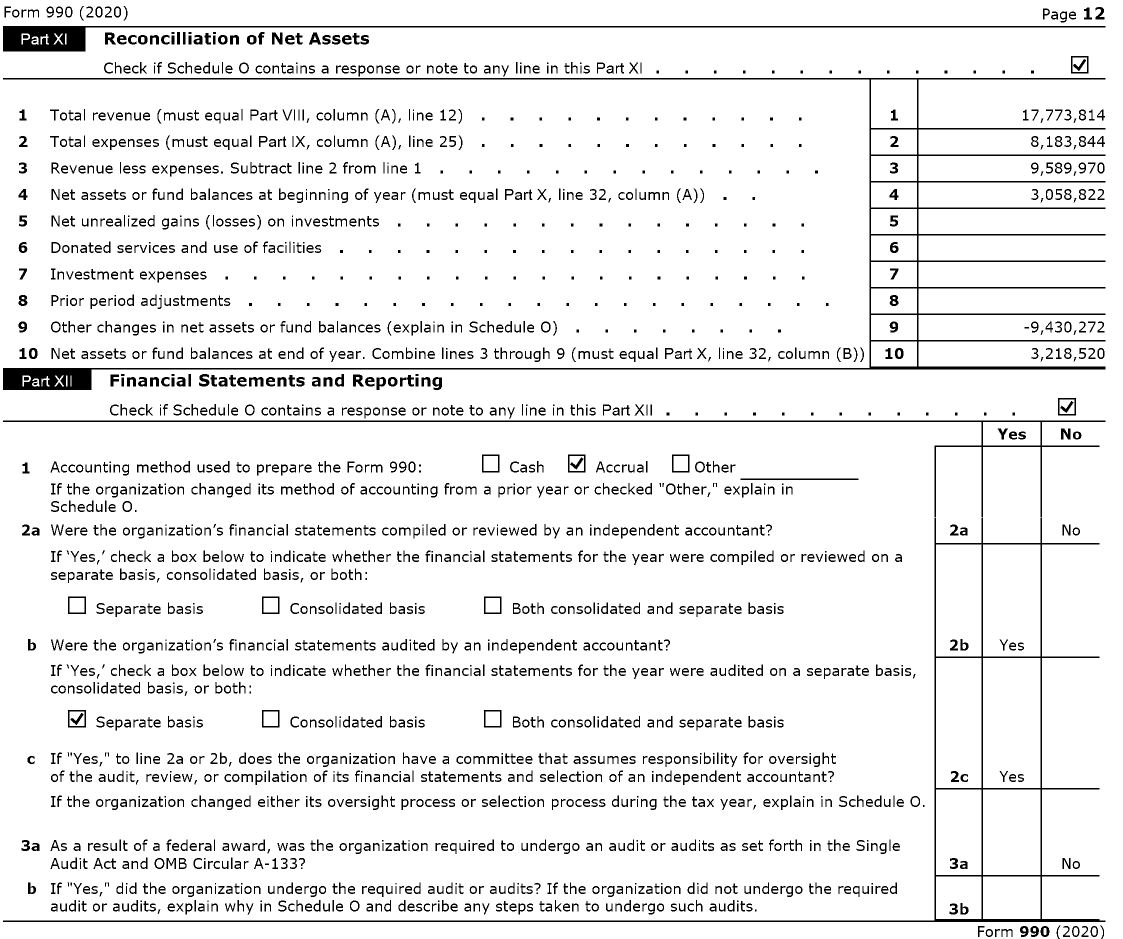 Form 990 (2020) Page 12
Part XI Reconcilliation of Net Assets
Check if Schedule O contains a response or note to any line in this Part XI . . . . . . . . . . . . . .
1 Total revenue (must equal Part VIII, column (A), line 12) . . . . . . . . . . . . 1 17,773,814
2 Total expenses (must equal Part IX, column (A), line 25) . . . . . . . . . . . . 2 8,183,844
3 Revenue less expenses. Subtract line 2 from line 1 . . . . . . . . . . . . . . 3 9,589,970
4 Net assets or fund balances at beginning of year (must equal Part X, line 32, column (A)) . . 4 3,058,822
5 Net unrealized gains (losses) on investments . . . . . . . . . . . . . . . 5
6 Donated services and use of facilities . . . . . . . . . . . . . . . . . 6
7 Investment expenses . . . . . . . . . . . . . . . . . . . . . 7
8 Prior period adjustments . . . . . . . . . . . . . . . . . . . . . 8
9 Other changes in net assets or fund balances (explain in Schedule O) . . . . . . . . 9 -9,430,272
10 Net assets or fund balances at end of year. Combine lines 3 through 9 (must equal Part X, line 32, column (B)) 10 3,218,520
Part XII Financial Statements and Reporting
Check if Schedule O contains a response or note to any line in this Part XII . . . . . . . . . . . . .
Yes No
1 Accounting method used to prepare the Form 990: Cash Accrual Other
If the organization changed its method of accounting from a prior year or checked "Other," explain in
Schedule O.
2a Were the organization's financial statements compiled or reviewed by an independent accountant? 2a No
If 'Yes,' check a box below to indicate whether the financial statements for the year were compiled or reviewed on a
separate basis, consolidated basis, or both:
Separate basis Consolidated basis Both consolidated and separate basis
b Were the organization's financial statements audited by an independent accountant? 2b Yes
If 'Yes,' check a box below to indicate whether the financial statements for the year were audited on a separate basis,
consolidated basis, or both:
Separate basis Consolidated basis Both consolidated and separate basis
c If "Yes," to line 2a or 2b, does the organization have a committee that assumes responsibility for oversight
of the audit, review, or compilation of its financial statements and selection of an independent accountant? 2c Yes
If the organization changed either its oversight process or selection process during the tax year, explain in Schedule O.
3a As a result of a federal award, was the organization required to undergo an audit or audits as set forth in the Single
Audit Act and OMB Circular A-133? 3a No
b If "Yes," did the organization undergo the required audit or audits? If the organization did not undergo the required
audit or audits, explain why in Schedule O and describe any steps taken to undergo such audits. 3b
Form 990 (2020)